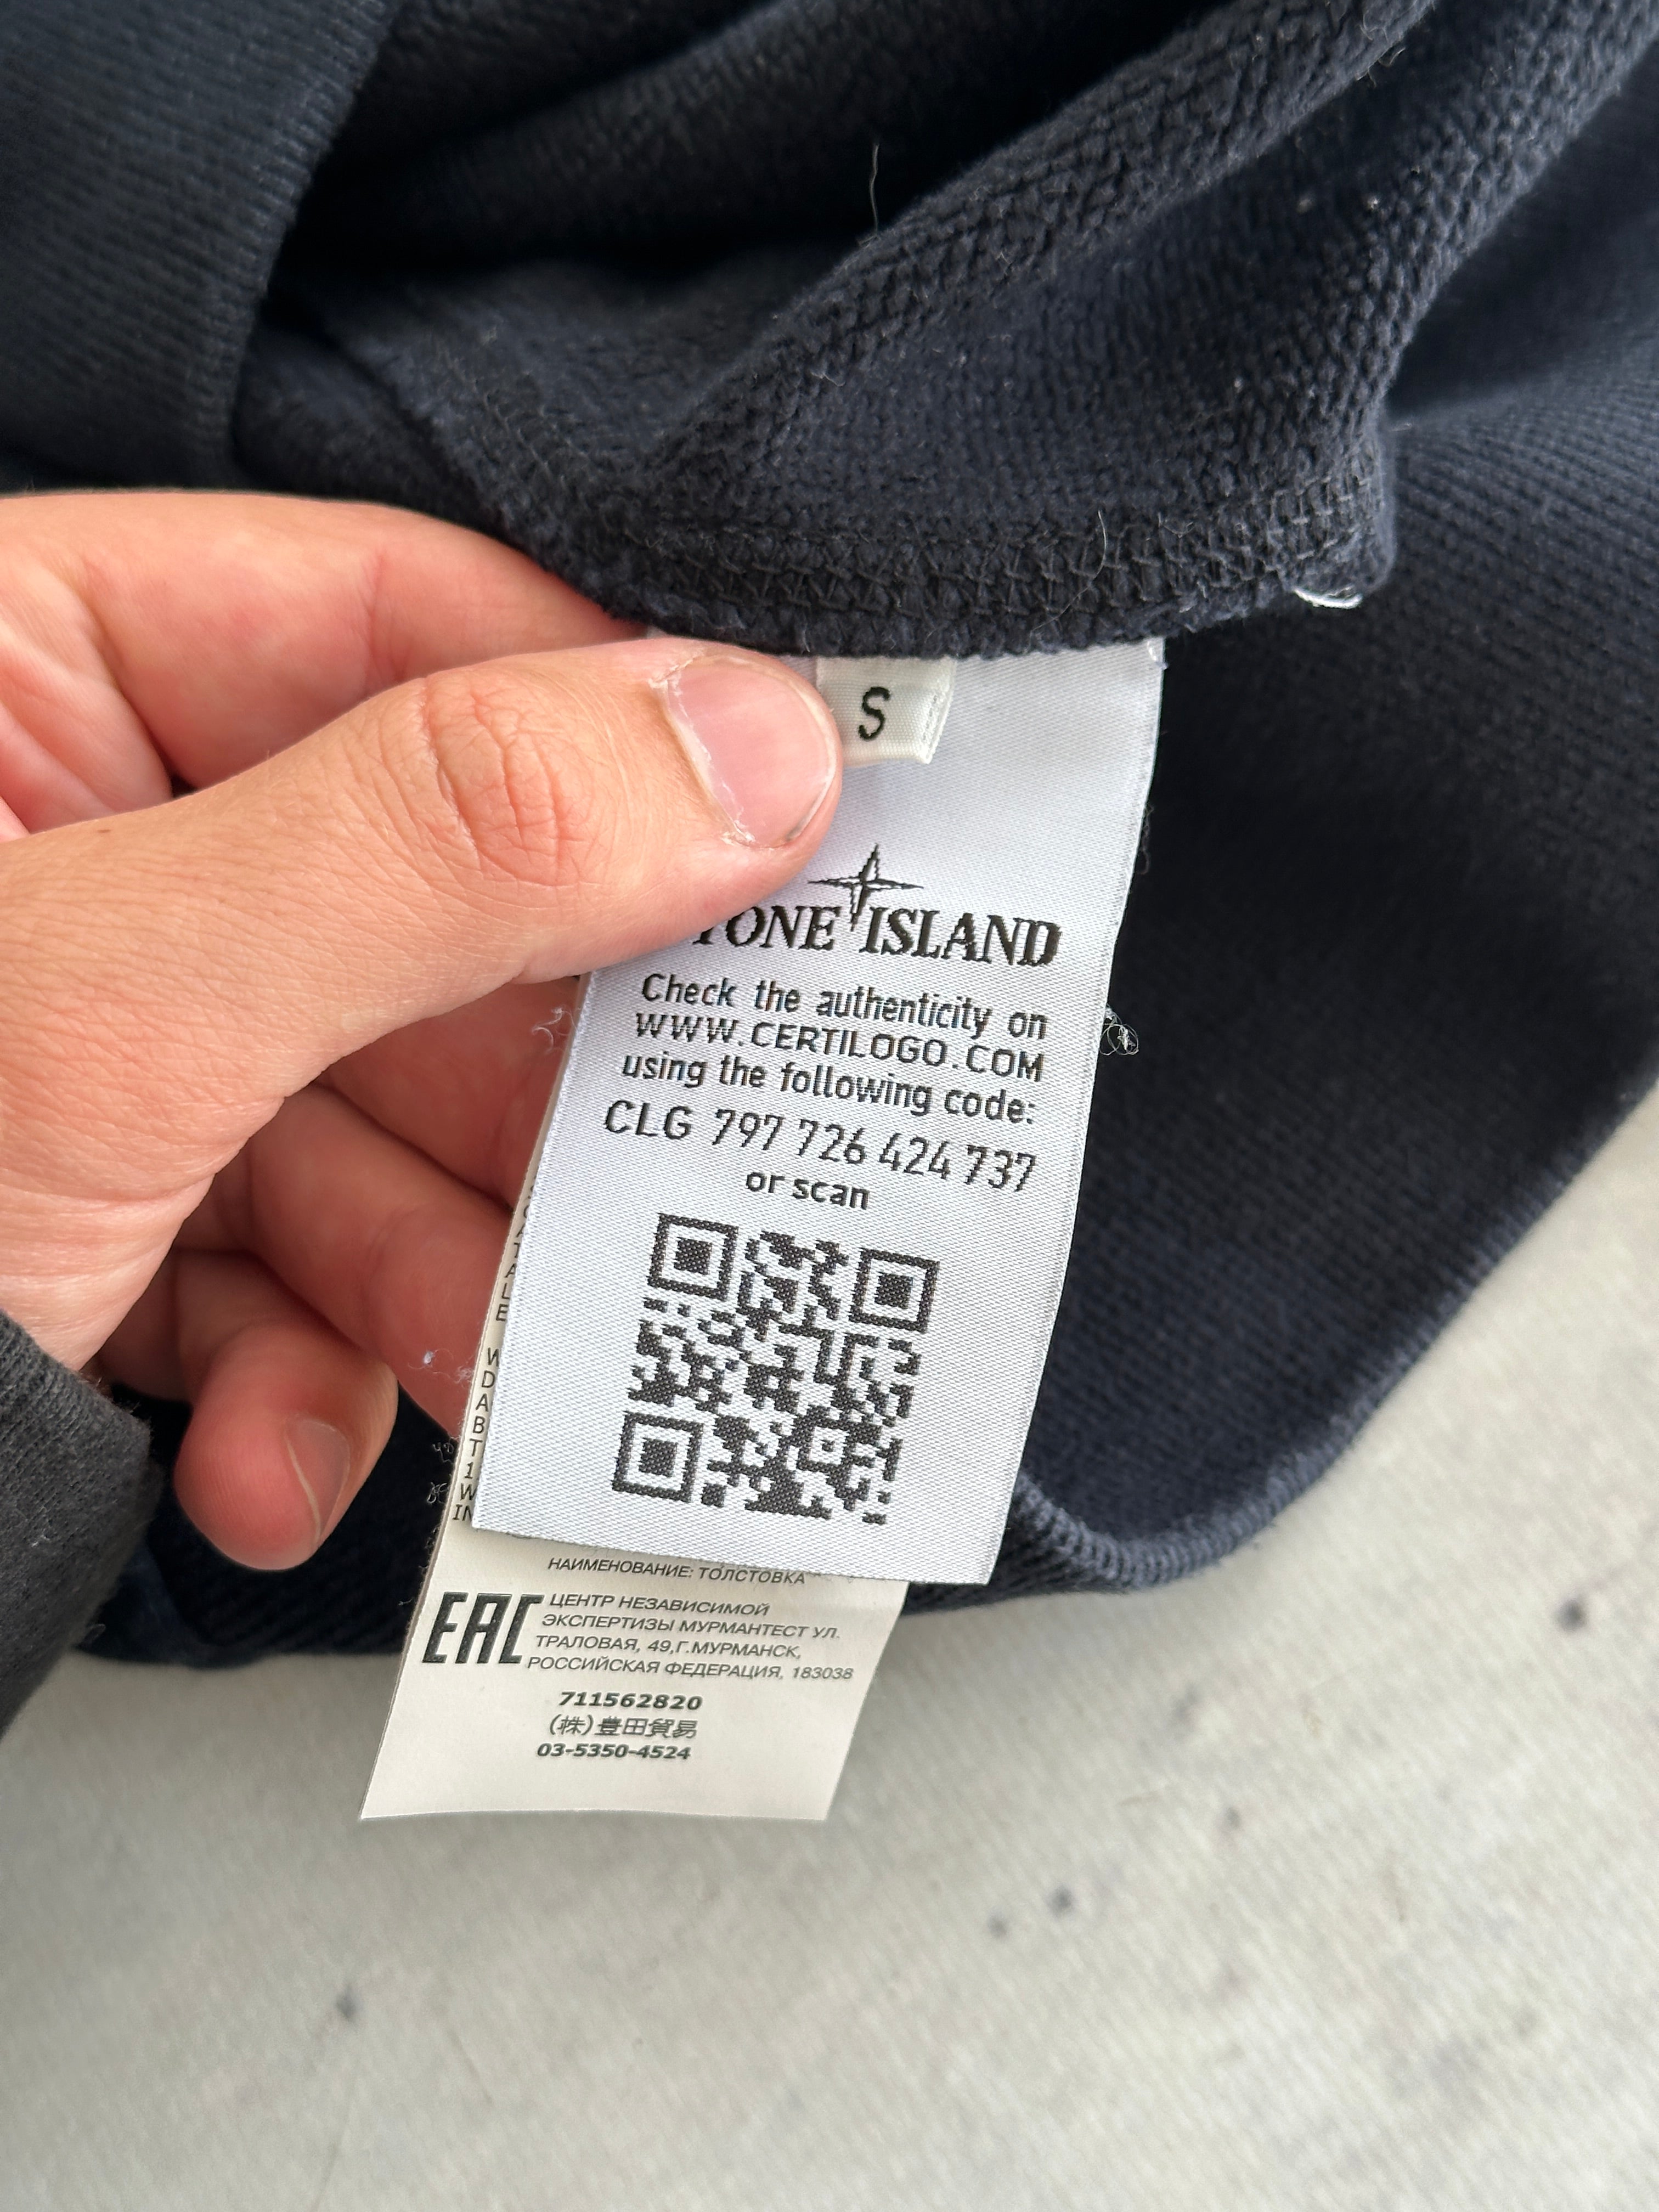 S
TONE ISLAND
Check the authenticity on
WWW.CERTILOGO.COM
using the following code:
CLG 797 726 424 737
or scan
НАИМЕНОВАНИЕ: ТОЛСТОВКА
EAC
ЦЕНТР НЕЗАВИСИМОЙ
ЭКСПЕРТИЗЫ МУРМАНТЕСТ УЛ.
ТРАЛОВАЯ, 49,Г.МУРМАНСК,
РОССИЙСКАЯ ФЕДЕРАЦИЯ, 183038
711562820
(株)豊田貿易
03-5350-4524